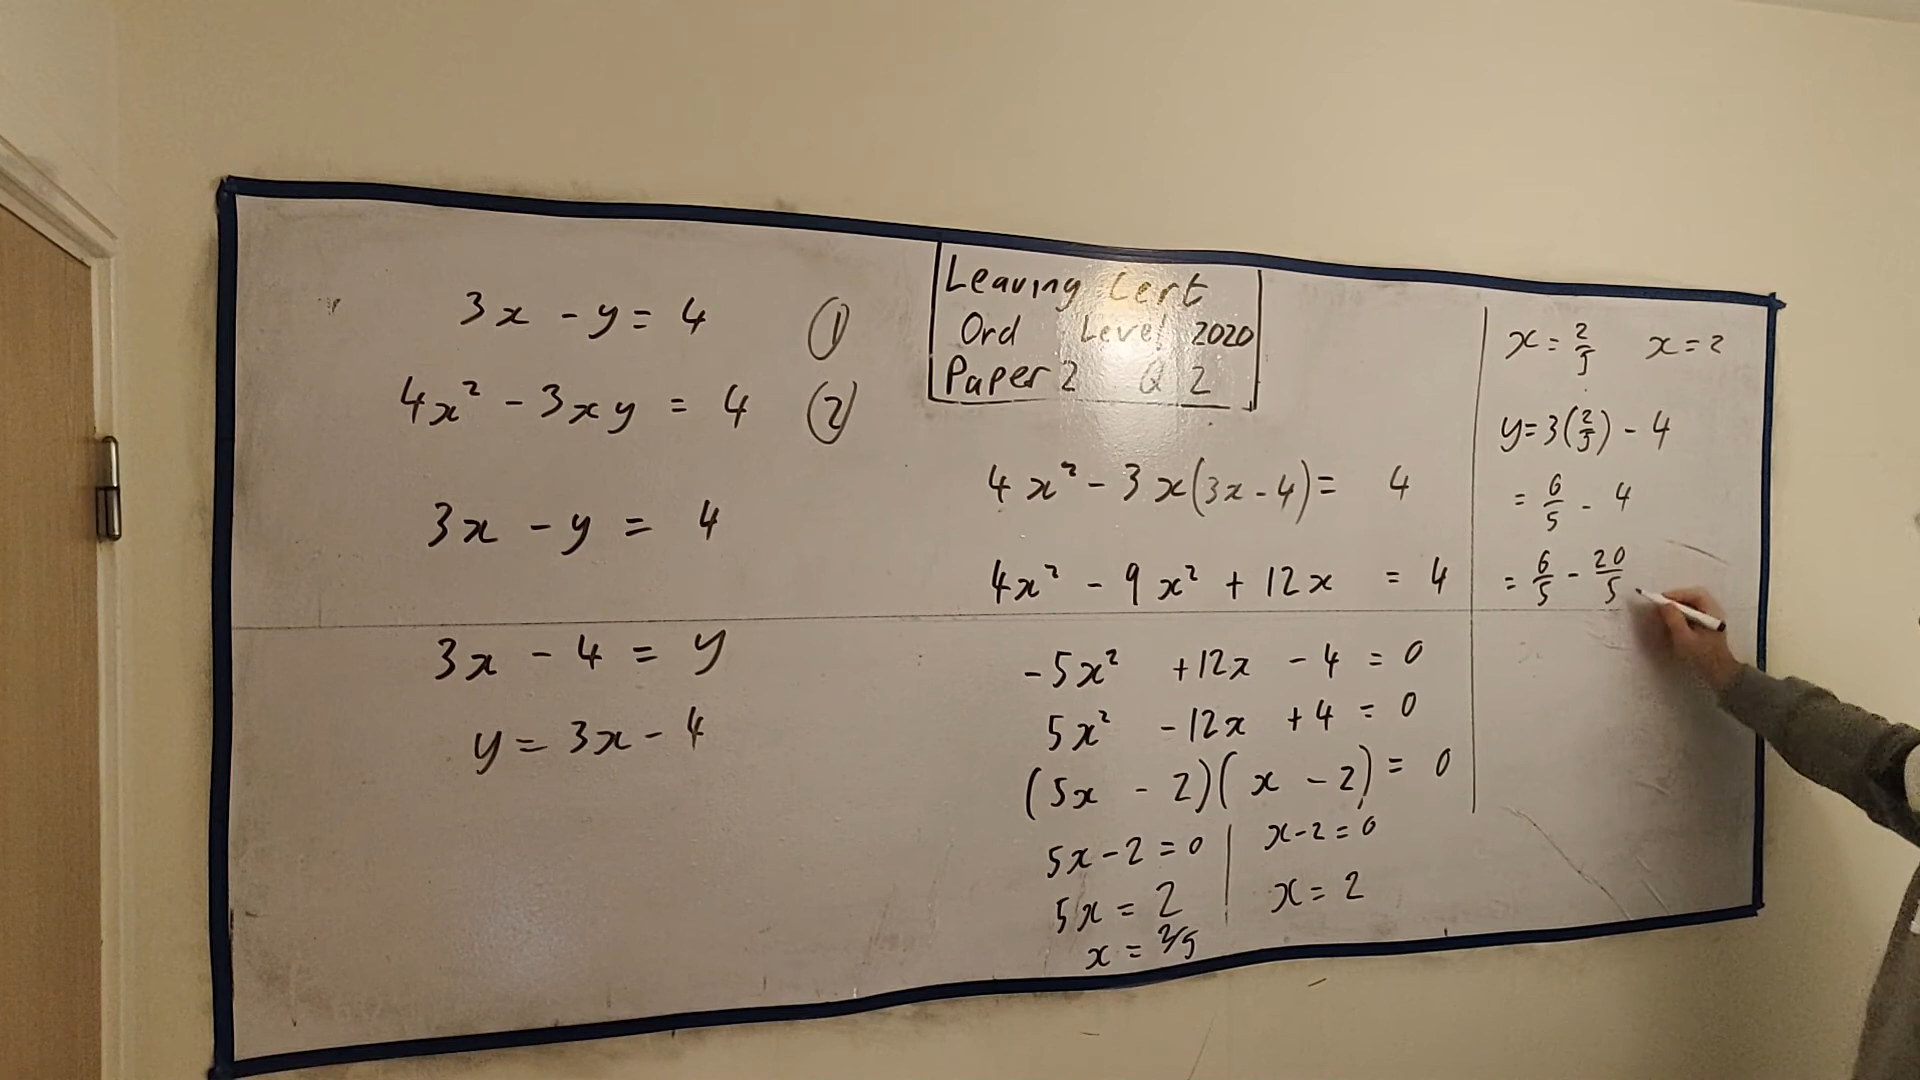 3x - y = 4 ①
4x² - 3xy = 4 ②
3x - y = 4
3x - 4 = y
y = 3x - 4
Leaving Cert
Ord Level 2020
Paper 2 Q 2
4x² - 3x(3x - 4) = 4
4x² - 9x² + 12x = 4
-5x² + 12x - 4 = 0
5x² - 12x + 4 = 0
(5x - 2)(x - 2) = 0
5x - 2 = 0 | x - 2 = 0
5x = 2 | x = 2
x = 2/5
x = 2/5 x = 2
y = 3(2/5) - 4
= 6/5 - 4
= 6/5 - 20/5